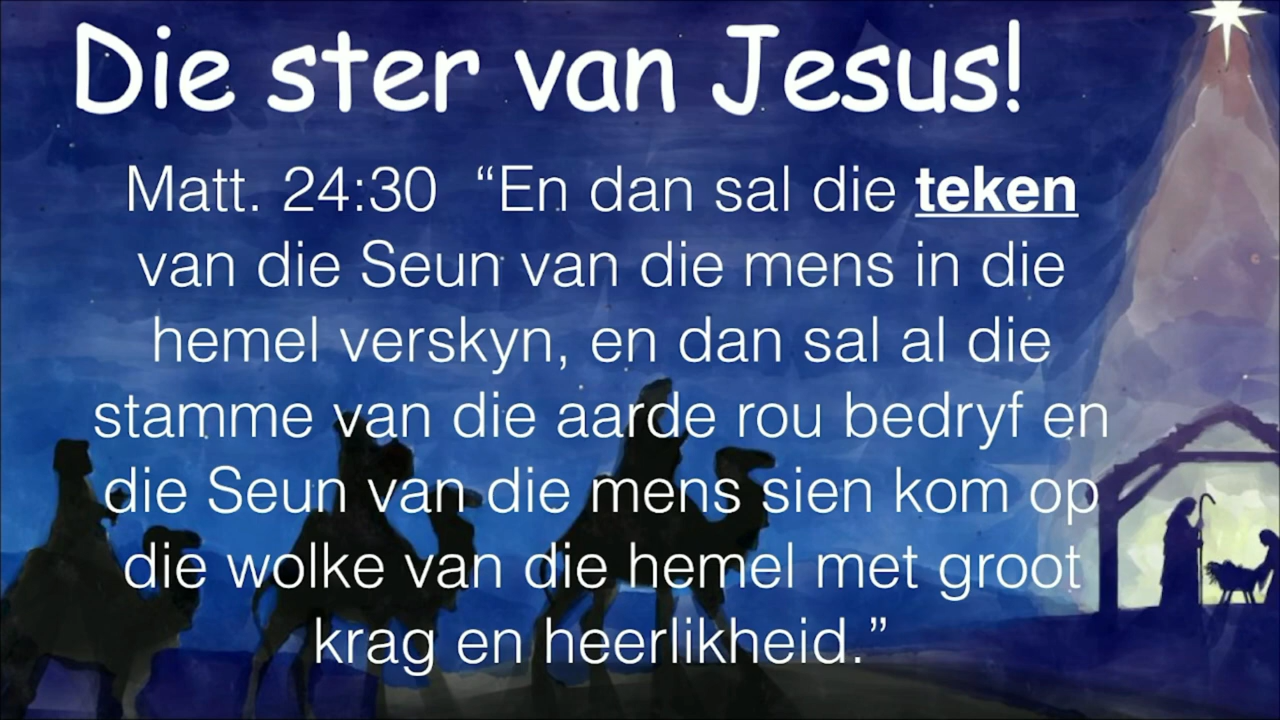 Die ster van Jesus!
Matt. 24:30  “En dan sal die teken
van die Seun van die mens in die
hemel verskyn, en dan sal al die
stamme van die aarde rou bedryf en
die Seun van die mens sien kom op
die wolke van die hemel met groot
krag en heerlikheid.”